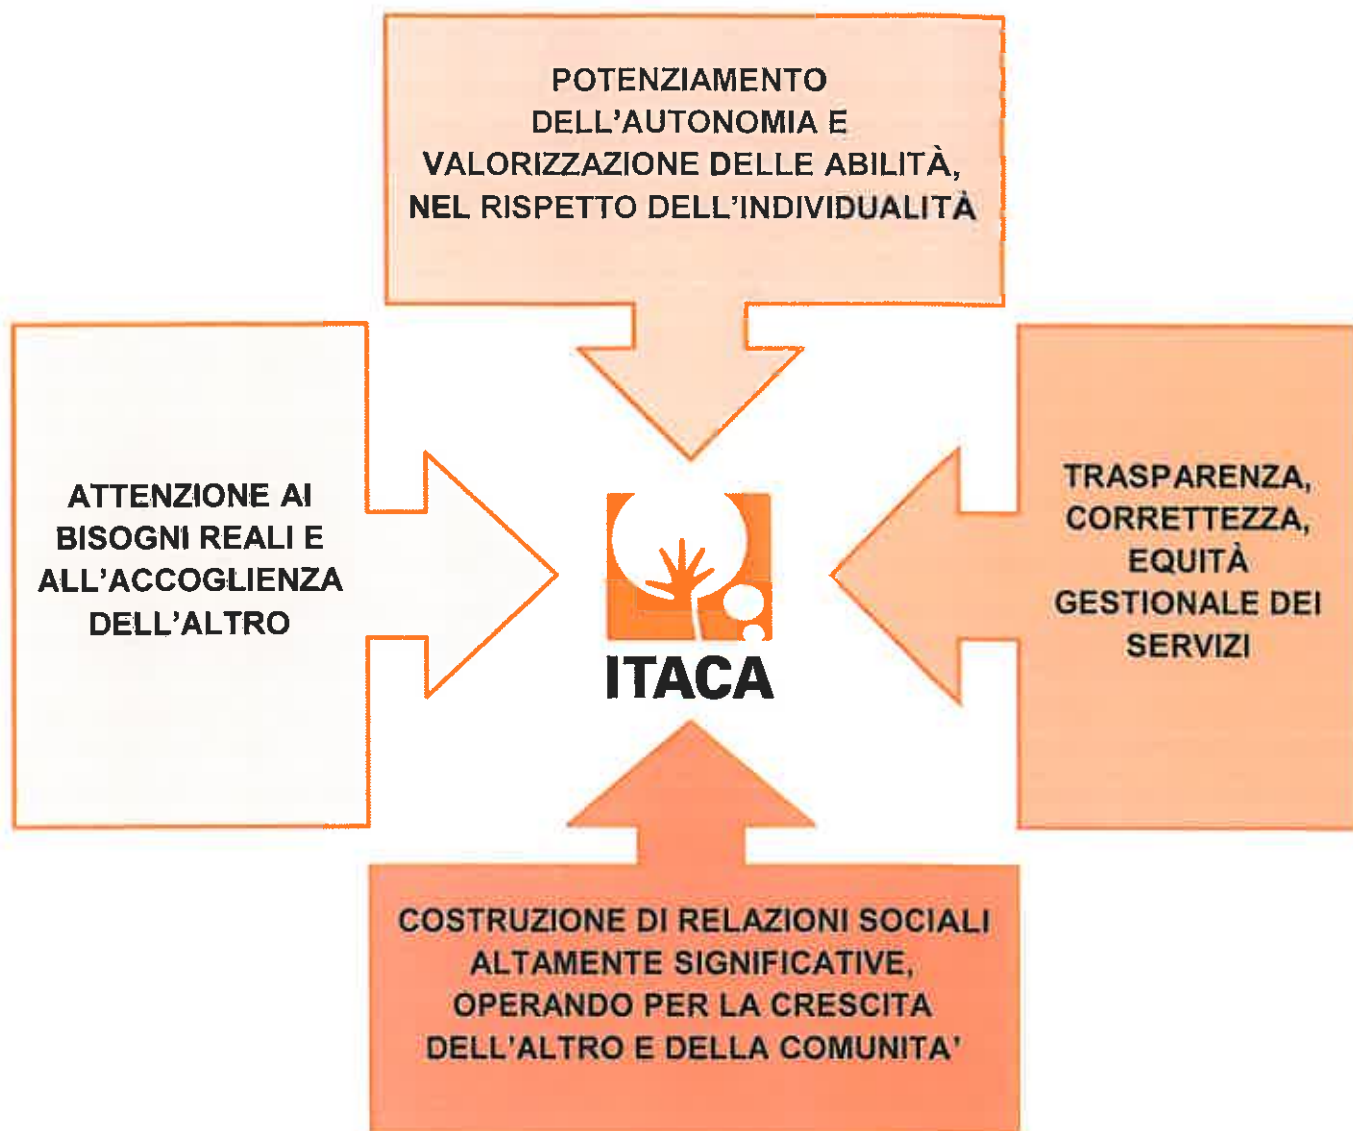 POTENZIAMENTO
DELL'AUTONOMIA E
VALORIZZAZIONE DELLE ABILITÀ,
NEL RISPETTO DELL'INDIVIDUALITÀ
ATTENZIONE AI
BISOGNI REALI E
ALL'ACCOGLIENZA
DELL'ALTRO
ITACA
TRASPARENZA,
CORRETTEZZA,
EQUITÀ
GESTIONALE DEI
SERVIZI
COSTRUZIONE DI RELAZIONI SOCIALI
ALTAMENTE SIGNIFICATIVE,
OPERANDO PER LA CRESCITA
DELL'ALTRO E DELLA COMUNITA'